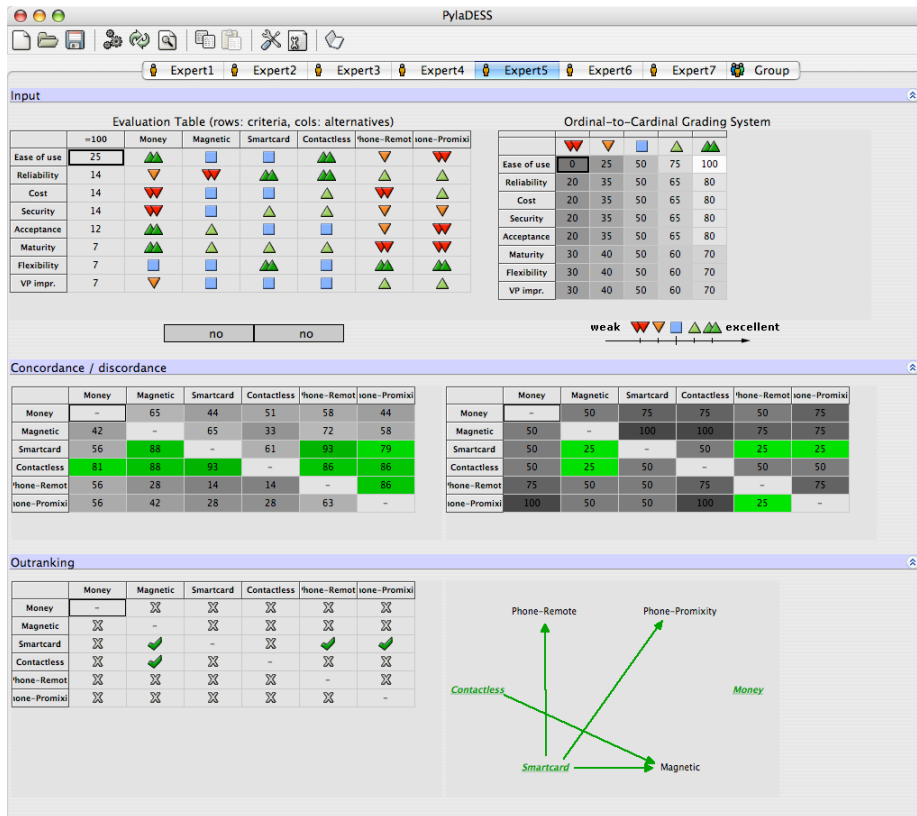 PylaDESS
Expert1 Expert2 Expert3 Expert4 Expert5 Expert6 Expert7 Group
Input
Evaluation Table (rows: criteria, cols: alternatives)
=100 Money Magnetic Smartcard Contactless Phone-Remot ione-Promixi
Ease of use 25
Reliability 14
Cost 14
Security 14
Acceptance 12
Maturity 7
Flexibility 7
VP impr. 7
no no
Ordinal-to-Cardinal Grading System
Ease of use 0 25 50 75 100
Reliability 20 35 50 65 80
Cost 20 35 50 65 80
Security 20 35 50 65 80
Acceptance 20 35 50 65 80
Maturity 30 40 50 60 70
Flexibility 30 40 50 60 70
VP impr. 30 40 50 60 70
weak excellent
Concordance / discordance
Money Magnetic Smartcard Contactless Phone-Remot ione-Promixi
Money – 65 44 51 58 44
Magnetic 42 – 65 33 72 58
Smartcard 56 88 – 61 93 79
Contactless 81 88 93 – 86 86
Phone-Remot 56 28 14 14 – 86
ione-Promixi 56 42 28 28 63 –
Money Magnetic Smartcard Contactless Phone-Remot ione-Promixi
Money – 50 75 75 50 75
Magnetic 50 – 100 100 75 75
Smartcard 50 25 – 50 25 25
Contactless 50 25 50 – 50 50
Phone-Remot 75 50 50 75 – 75
ione-Promixi 100 50 50 100 25 –
Outranking
Money Magnetic Smartcard Contactless Phone-Remot ione-Promixi
Money –
Magnetic –
Smartcard –
Contactless –
Phone-Remot –
ione-Promixi –
Phone-Remote Phone-Promixity
Contactless Money
Smartcard Magnetic